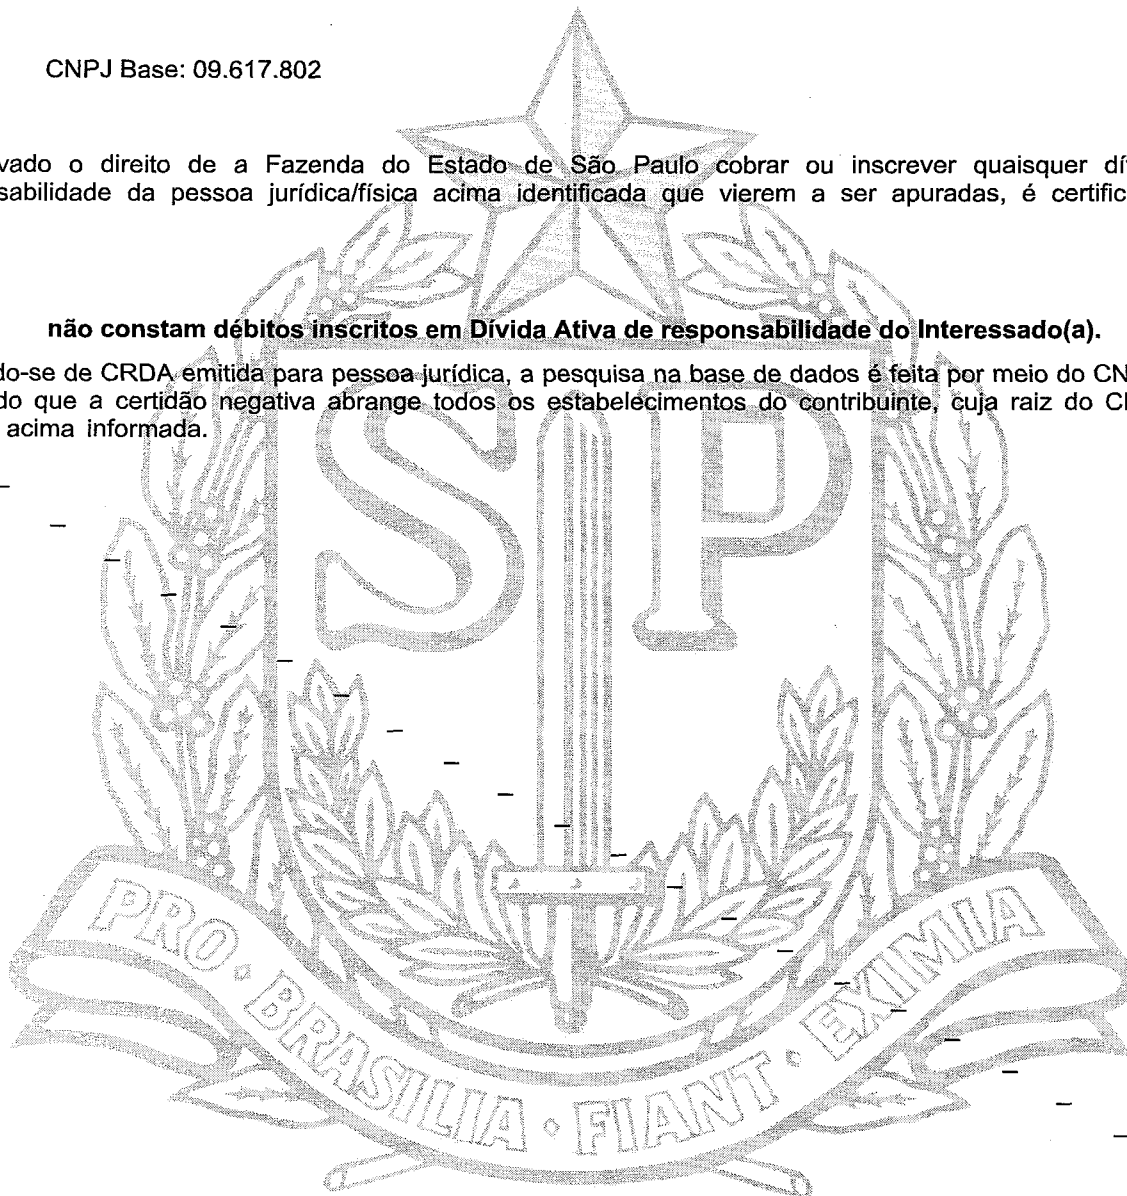 CNPJ Base: 09.617.802
vado o direito de a Fazenda do Estado de São Paulo cobrar ou inscrever quaisquer dí
sabilidade da pessoa jurídica/física acima identificada que vierem a ser apuradas, é certific
não constam débitos inscritos em Dívida Ativa de responsabilidade do Interessado(a).
do-se de CRDA emitida para pessoa jurídica, a pesquisa na base de dados é feita por meio do CN
do que a certidão negativa abrange todos os estabelecimentos do contribuinte, cuja raiz do C
acima informada.
SP
PRO · BRASILIA · FIANT · EXIMIA